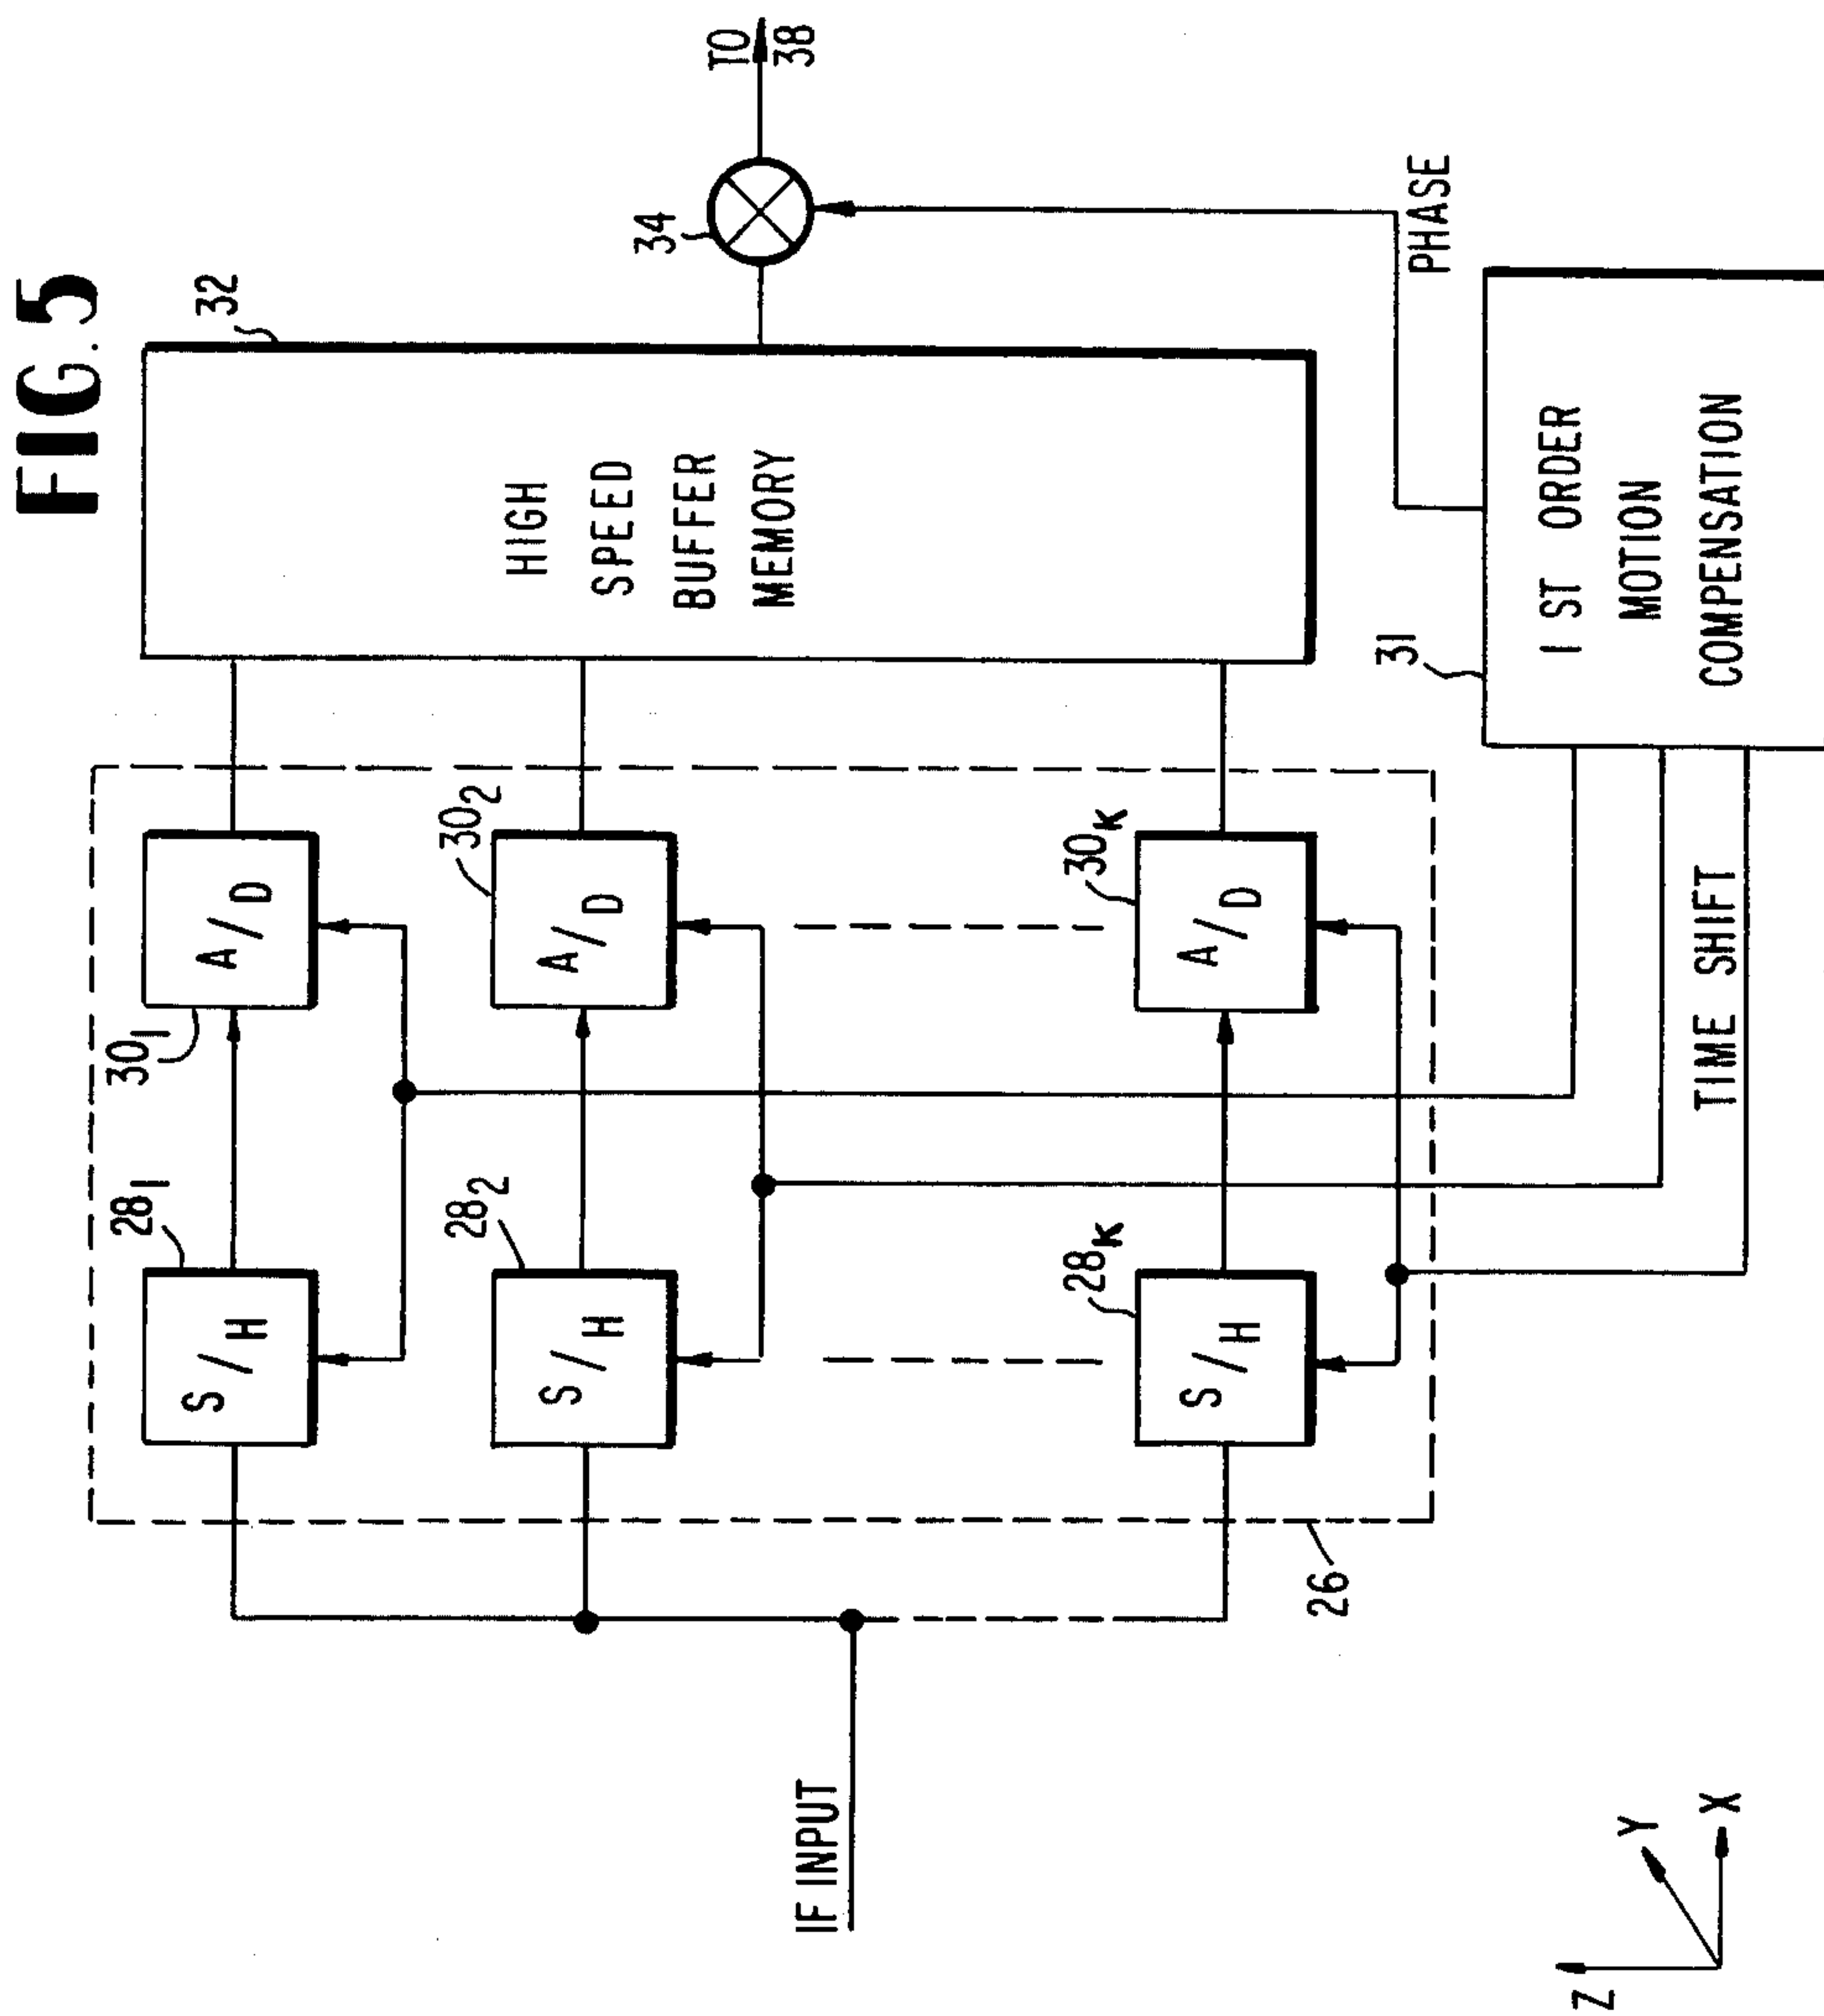 FIG. 5
30₁
30₂
30K
28₁
28₂
28K
A/D
A/D
A/D
S/H
S/H
S/H
26
IF INPUT
32
HIGH
SPEED
BUFFER
MEMORY
34
TO
38
PHASE
31
1 ST ORDER
MOTION
COMPENSATION
TIME SHIFT
Z
Y
X